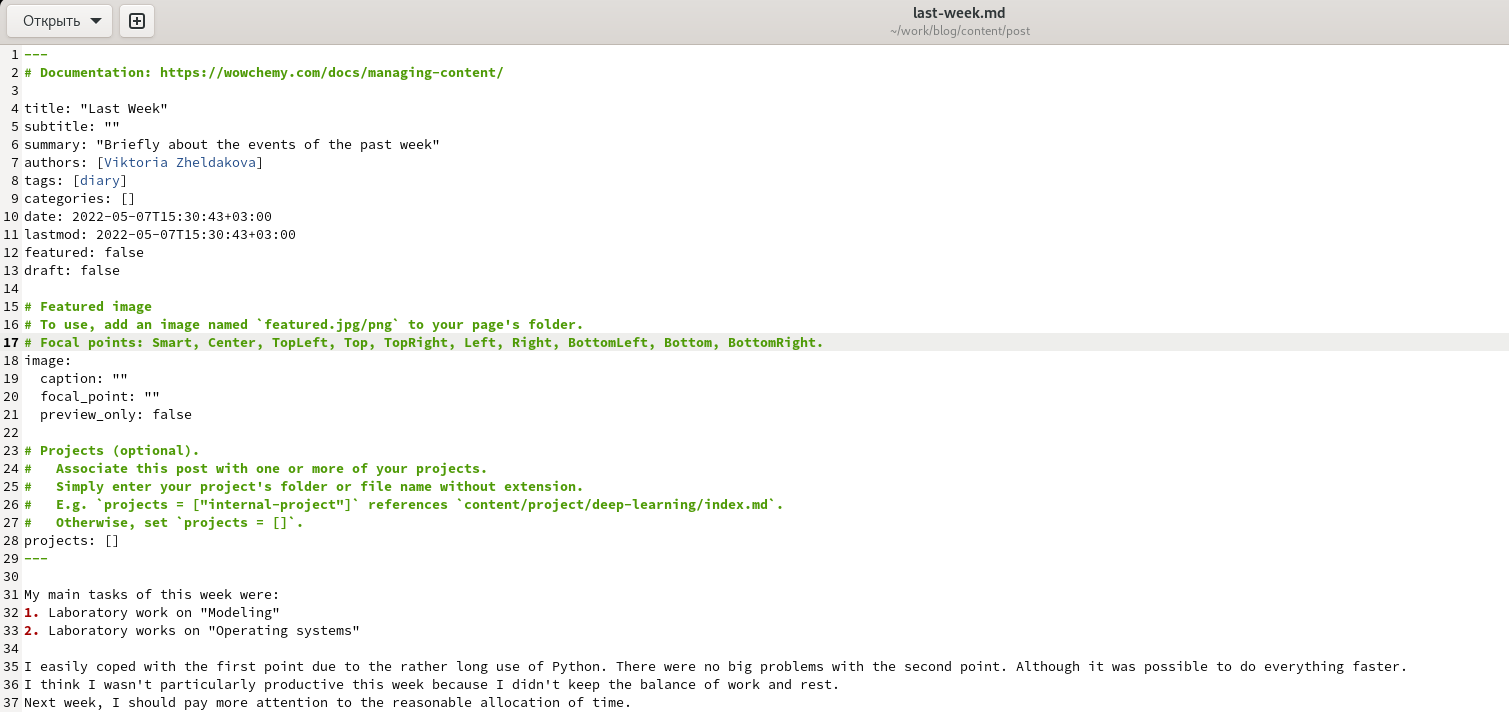 Открыть
last-week.md
~/work/blog/content/post
1 ---
2 # Documentation: https://wowchemy.com/docs/managing-content/
3
4 title: "Last Week"
5 subtitle: ""
6 summary: "Briefly about the events of the past week"
7 authors: [Viktoria Zheldakova]
8 tags: [diary]
9 categories: []
10 date: 2022-05-07T15:30:43+03:00
11 lastmod: 2022-05-07T15:30:43+03:00
12 featured: false
13 draft: false
14
15 # Featured image
16 # To use, add an image named `featured.jpg/png` to your page's folder.
17 # Focal points: Smart, Center, TopLeft, Top, TopRight, Left, Right, BottomLeft, Bottom, BottomRight.
18 image:
19   caption: ""
20   focal_point: ""
21   preview_only: false
22
23 # Projects (optional).
24 #   Associate this post with one or more of your projects.
25 #   Simply enter your project's folder or file name without extension.
26 #   E.g. `projects = ["internal-project"]` references `content/project/deep-learning/index.md`.
27 #   Otherwise, set `projects = []`.
28 projects: []
29 ---
30
31 My main tasks of this week were:
32 1. Laboratory work on "Modeling"
33 2. Laboratory works on "Operating systems"
34
35 I easily coped with the first point due to the rather long use of Python. There were no big problems with the second point. Although it was possible to do everything faster.
36 I think I wasn't particularly productive this week because I didn't keep the balance of work and rest.
37 Next week, I should pay more attention to the reasonable allocation of time.